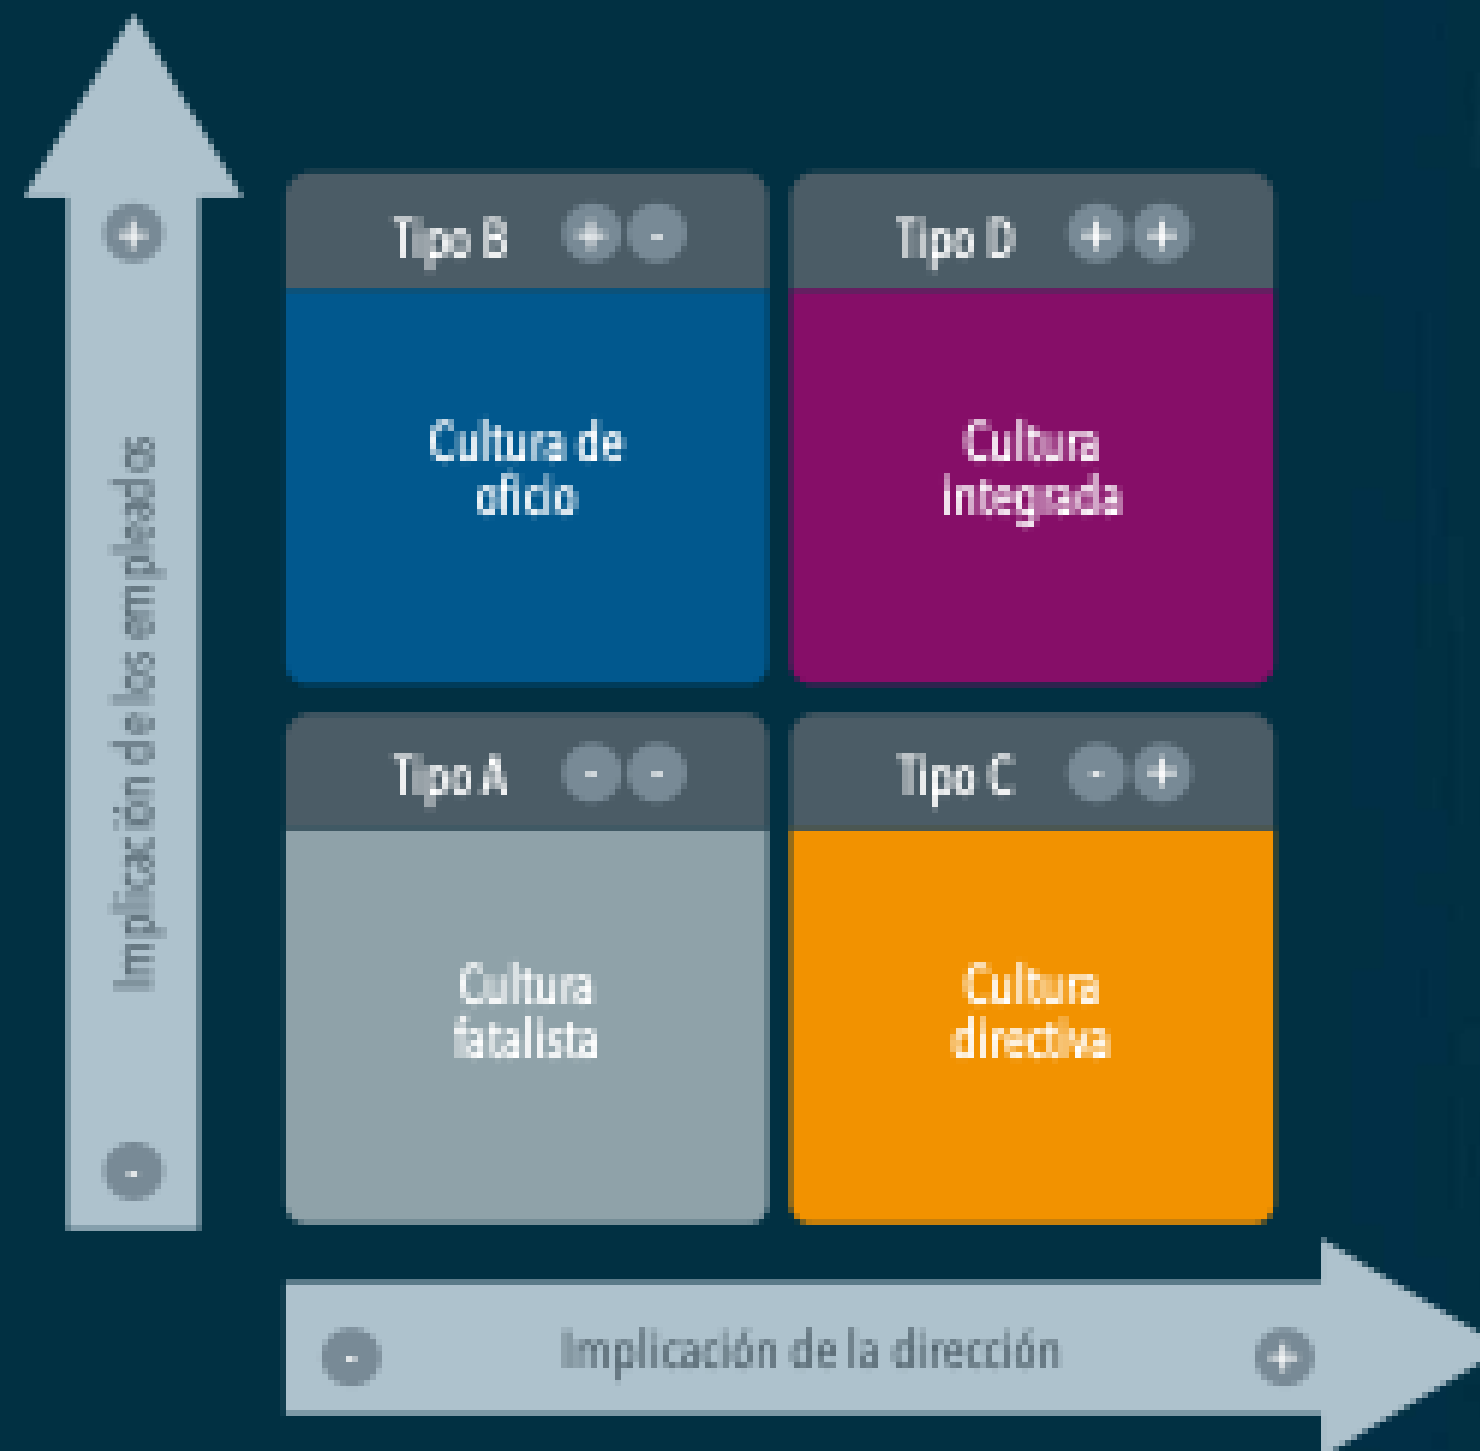 +
Implicación de los empleados
-
Tipo B + -
Cultura de
oficio
Tipo D + +
Cultura
integrada
Tipo A - -
Cultura
fatalista
Tipo C - +
Cultura
directiva
- Implicación de la dirección +